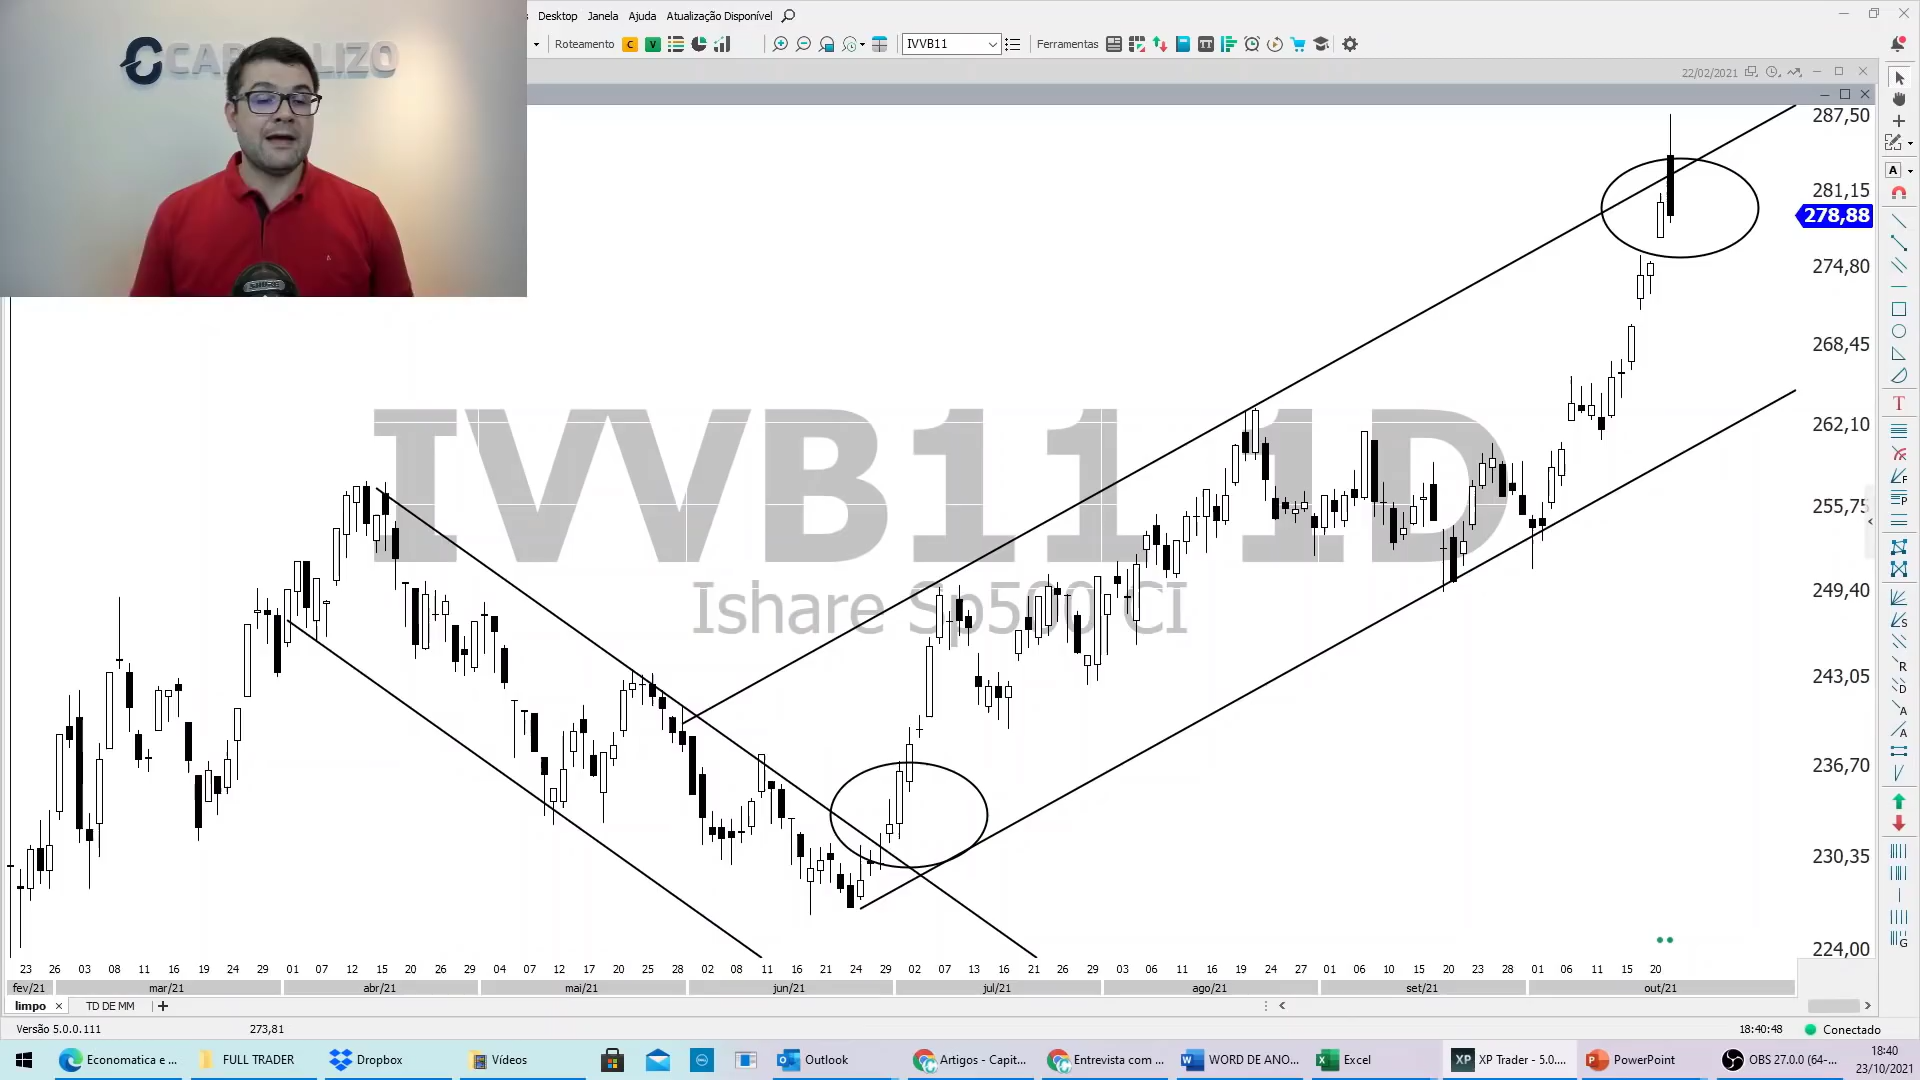 CAPITALIZO
Desktop Janela Ajuda Atualização Disponível
Roteamento C V IVVB11 Ferramentas
22/02/2021
287,50
281,15
278,88
274,80
268,45
262,10
255,75
249,40
243,05
236,70
230,35
224,00
IVVB11 1D
Ishare Sp500 CI
23 26 03 08 11 16 19 24 29 01 07 12 15 20 26 29 04 07 12 17 20 25 28 02 08 11 16 21 24 29 02 07 13 16 21 26 29 03 06 11 16 19 24 27 01 06 10 15 20 23 28 01 06 11 15 20
fev/21 mar/21 abr/21 mai/21 jun/21 jul/21 ago/21 set/21 out/21
limpo × TD DE MM +
Versão 5.0.0.111 273,81 18:40:48 Conectado
Economatica e ... FULL TRADER Dropbox Vídeos Outlook Artigos - Capit... Entrevista com ... WORD DE ANO... Excel XP Trader - 5.0.... PowerPoint OBS 27.0.0 (64-...
18:40
23/10/2021